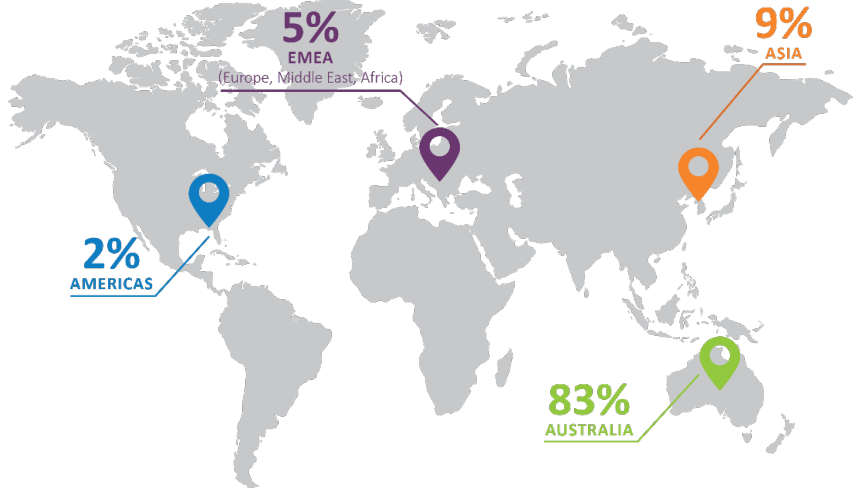 5%
EMEA
(Europe, Middle East, Africa)
9%
ASIA
2%
AMERICAS
83%
AUSTRALIA